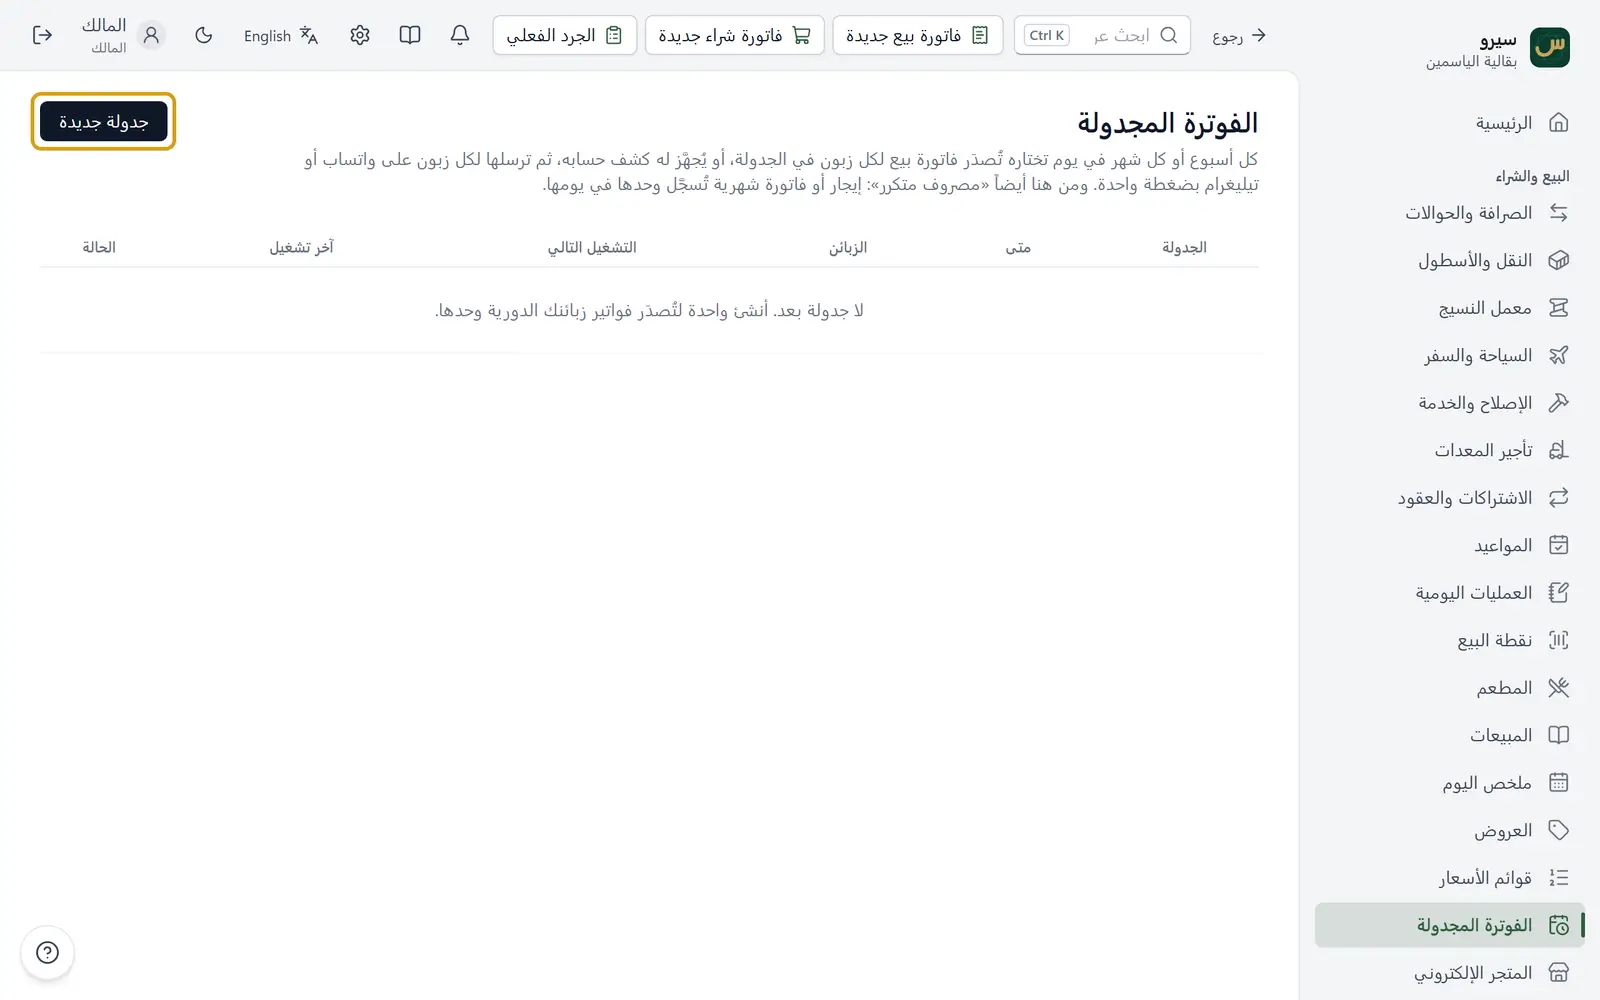 سيرو
بقالية الياسمين
رجوع
ابحث عر
Ctrl K
فاتورة بيع جديدة
فاتورة شراء جديدة
الجرد الفعلي
English
المالك
المالك
الرئيسية
البيع والشراء
الصرافة والحوالات
النقل والأسطول
معمل النسيج
السياحة والسفر
الإصلاح والخدمة
تأجير المعدات
الاشتراكات والعقود
المواعيد
العمليات اليومية
نقطة البيع
المطعم
المبيعات
ملخص اليوم
العروض
قوائم الأسعار
الفوترة المجدولة
المتجر الإلكتروني
الفوترة المجدولة
جدولة جديدة
كل أسبوع أو كل شهر في يوم تختاره تُصدَر فاتورة بيع لكل زبون في الجدولة، أو يُجهَّز له كشف حسابه، ثم ترسلها لكل زبون على واتساب أو
تيليغرام بضغطة واحدة. ومن هنا أيضاً «مصروف متكرر»: إيجار أو فاتورة شهرية تُسجَّل وحدها في يومها.
الجدولة متى الزبائن التشغيل التالي آخر تشغيل الحالة
لا جدولة بعد. أنشئ واحدة لتُصدَر فواتير زبائنك الدورية وحدها.